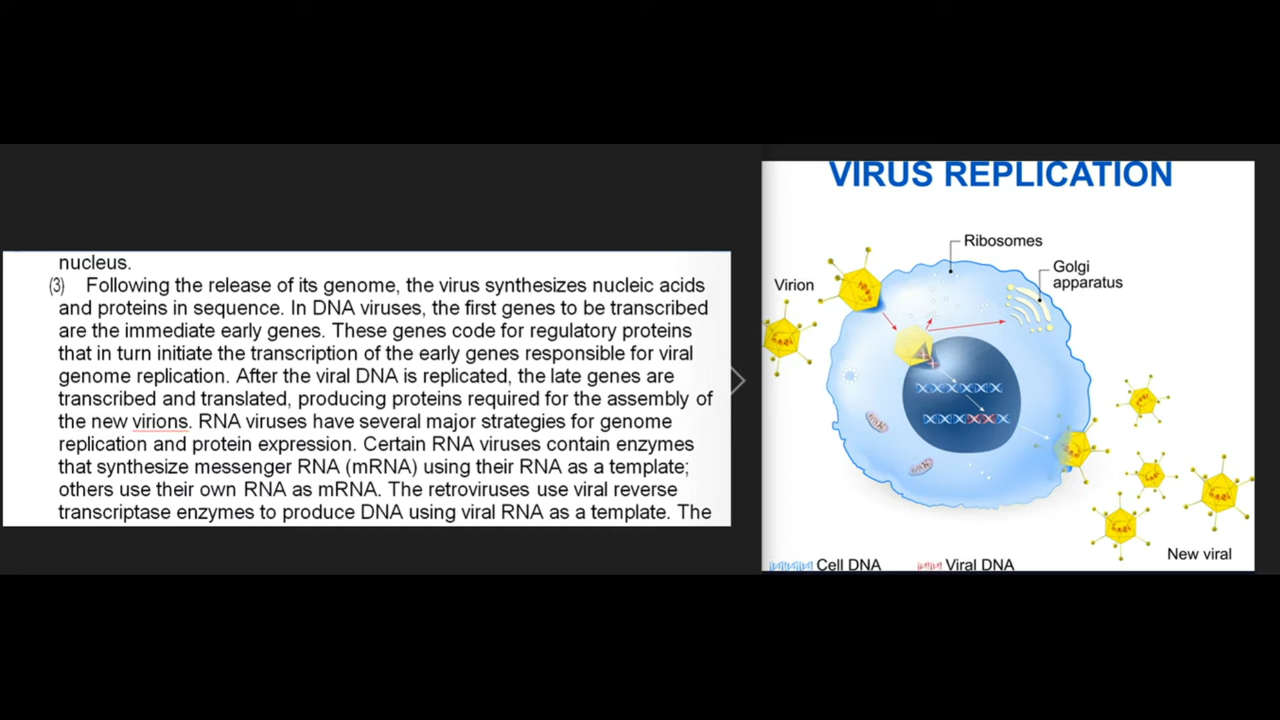 nucleus.
(3) Following the release of its genome, the virus synthesizes nucleic acids
and proteins in sequence. In DNA viruses, the first genes to be transcribed
are the immediate early genes. These genes code for regulatory proteins
that in turn initiate the transcription of the early genes responsible for viral
genome replication. After the viral DNA is replicated, the late genes are
transcribed and translated, producing proteins required for the assembly of
the new virions. RNA viruses have several major strategies for genome
replication and protein expression. Certain RNA viruses contain enzymes
that synthesize messenger RNA (mRNA) using their RNA as a template;
others use their own RNA as mRNA. The retroviruses use viral reverse
transcriptase enzymes to produce DNA using viral RNA as a template. The
VIRUS REPLICATION
Ribosomes
Golgi
apparatus
Virion
New viral
Cell DNA
Viral DNA